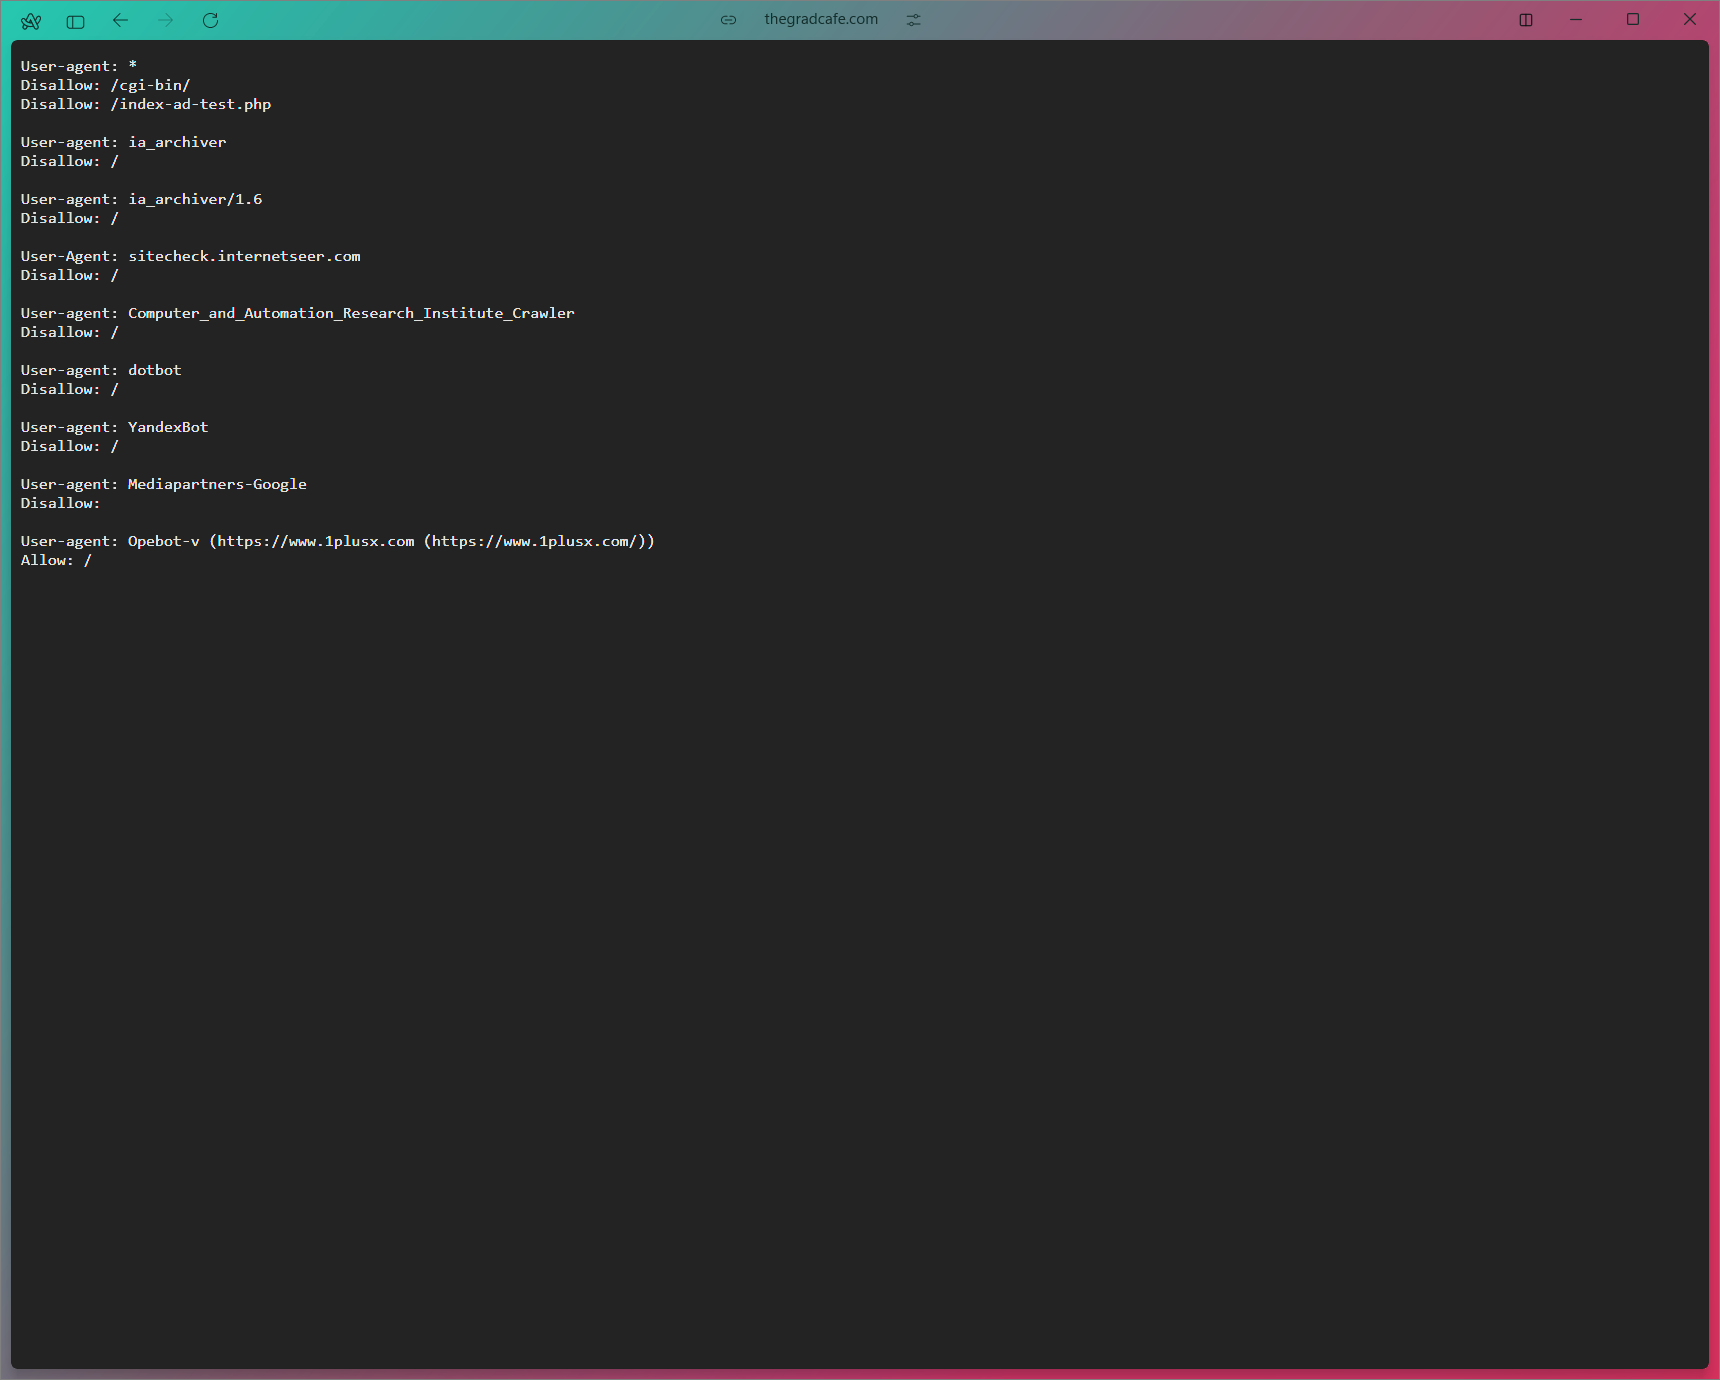 thegradcafe.com
User-agent: *
Disallow: /cgi-bin/
Disallow: /index-ad-test.php
User-agent: ia_archiver
Disallow: /
User-agent: ia_archiver/1.6
Disallow: /
User-Agent: sitecheck.internetseer.com
Disallow: /
User-agent: Computer_and_Automation_Research_Institute_Crawler
Disallow: /
User-agent: dotbot
Disallow: /
User-agent: YandexBot
Disallow: /
User-agent: Mediapartners-Google
Disallow:
User-agent: Opebot-v (https://www.1plusx.com (https://www.1plusx.com/))
Allow: /